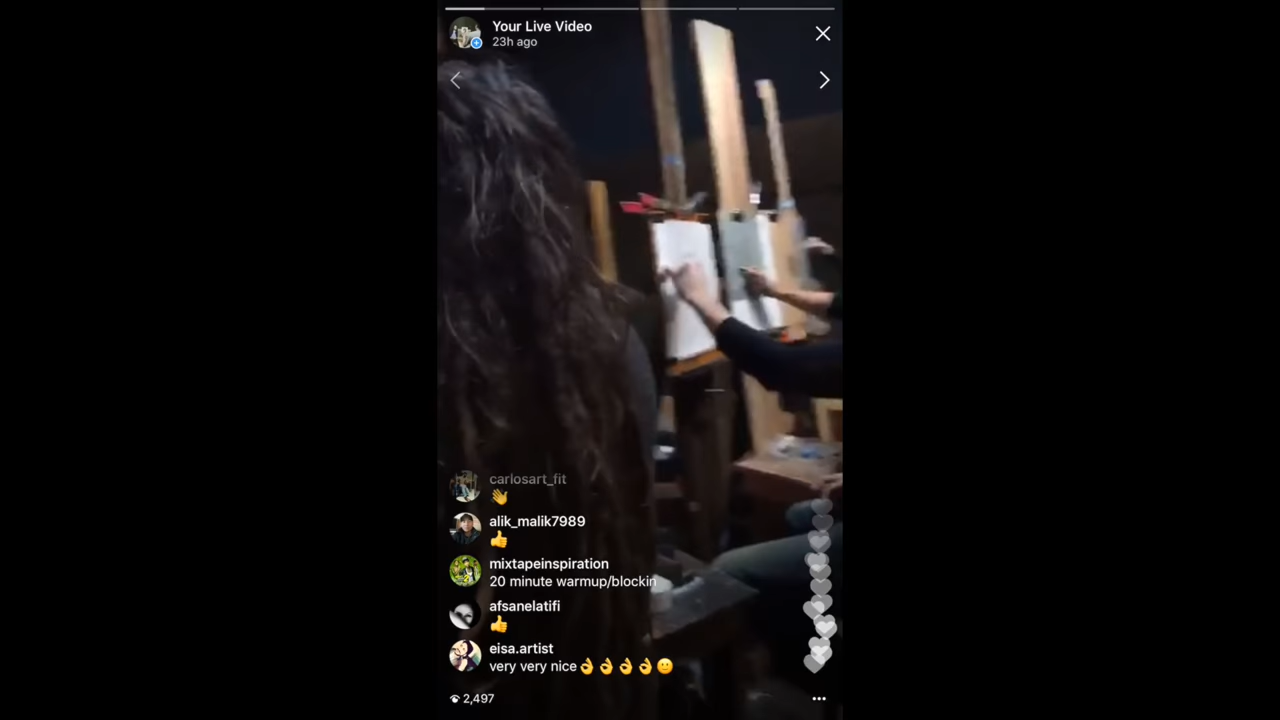 Your Live Video
23h ago
carlosart_fit
👋
alik_malik7989
👍
mixtapeinspiration
20 minute warmup/blockin
afsanelatifi
👍
eisa.artist
very very nice👌👌👌👌🙂
2,497